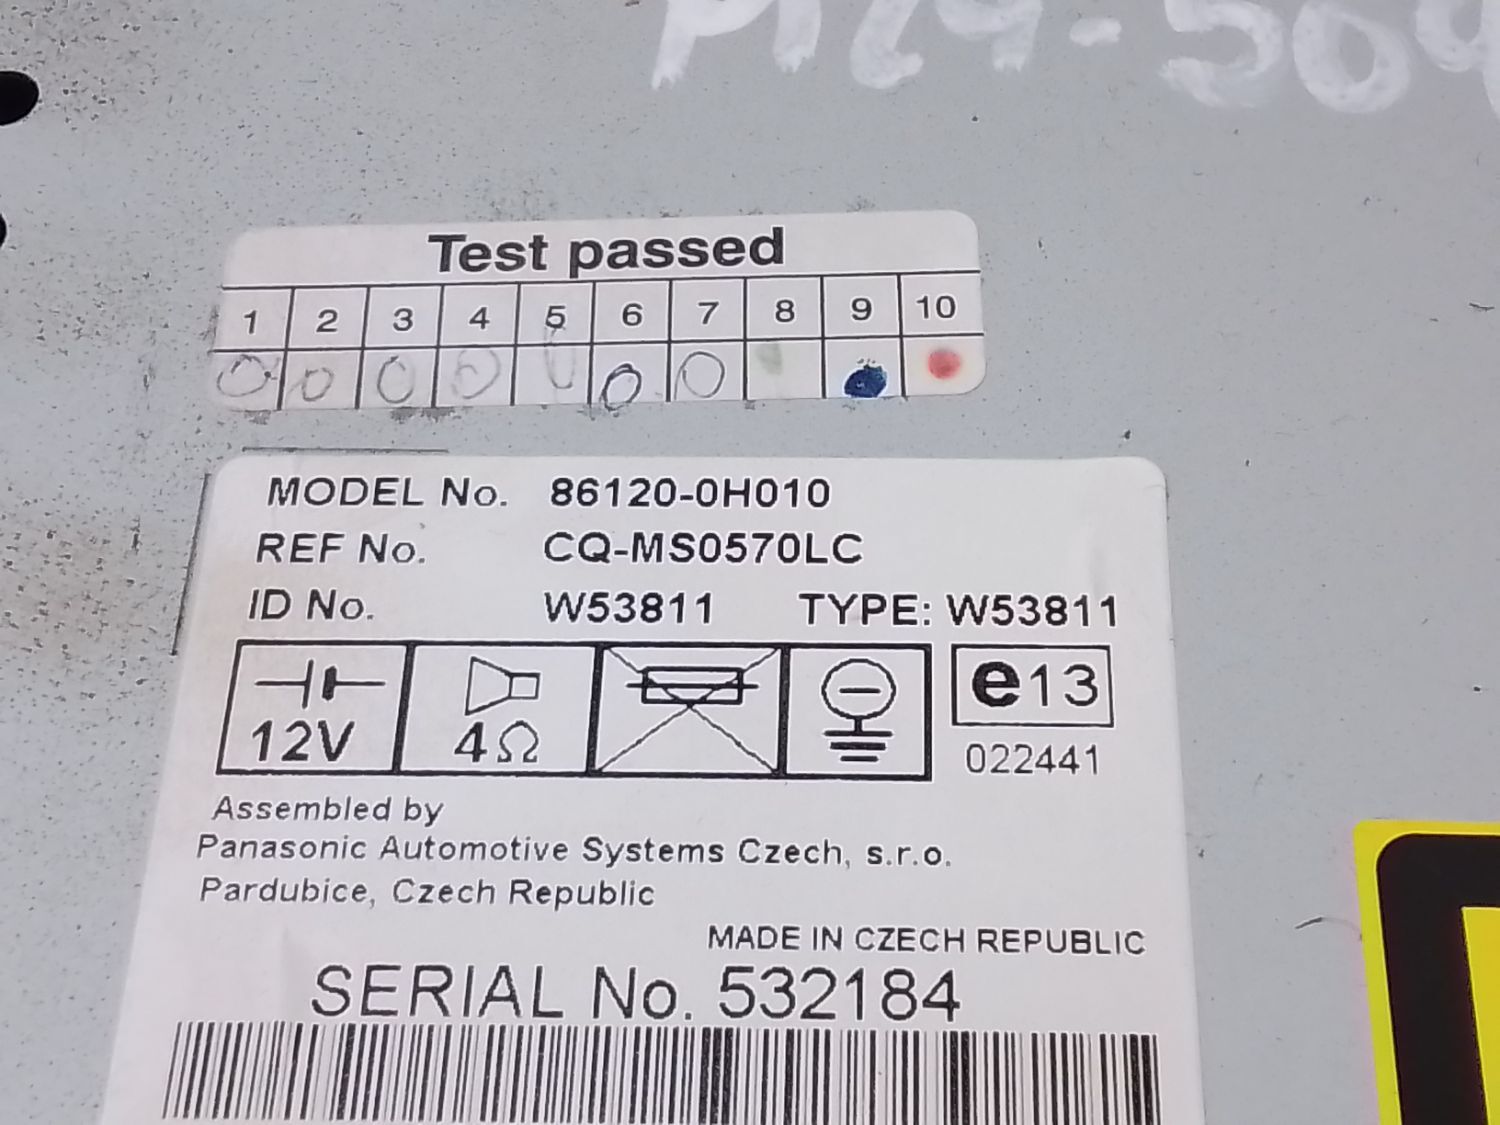 M29-509
Test passed
1 2 3 4 5 6 7 8 9 10
MODEL No. 86120-0H010
REF No. CQ-MS0570LC
ID No. W53811 TYPE: W53811
12V 4Ω e13
022441
Assembled by
Panasonic Automotive Systems Czech, s.r.o.
Pardubice, Czech Republic
MADE IN CZECH REPUBLIC
SERIAL No. 532184